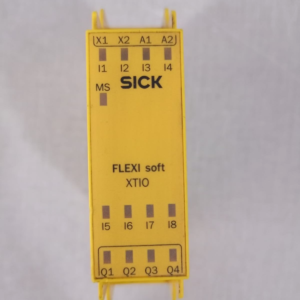 X1 X2 A1 A2
I1 I2 I3 I4
MS SICK
FLEXI soft
XTIO
I5 I6 I7 I8
Q1 Q2 Q3 Q4